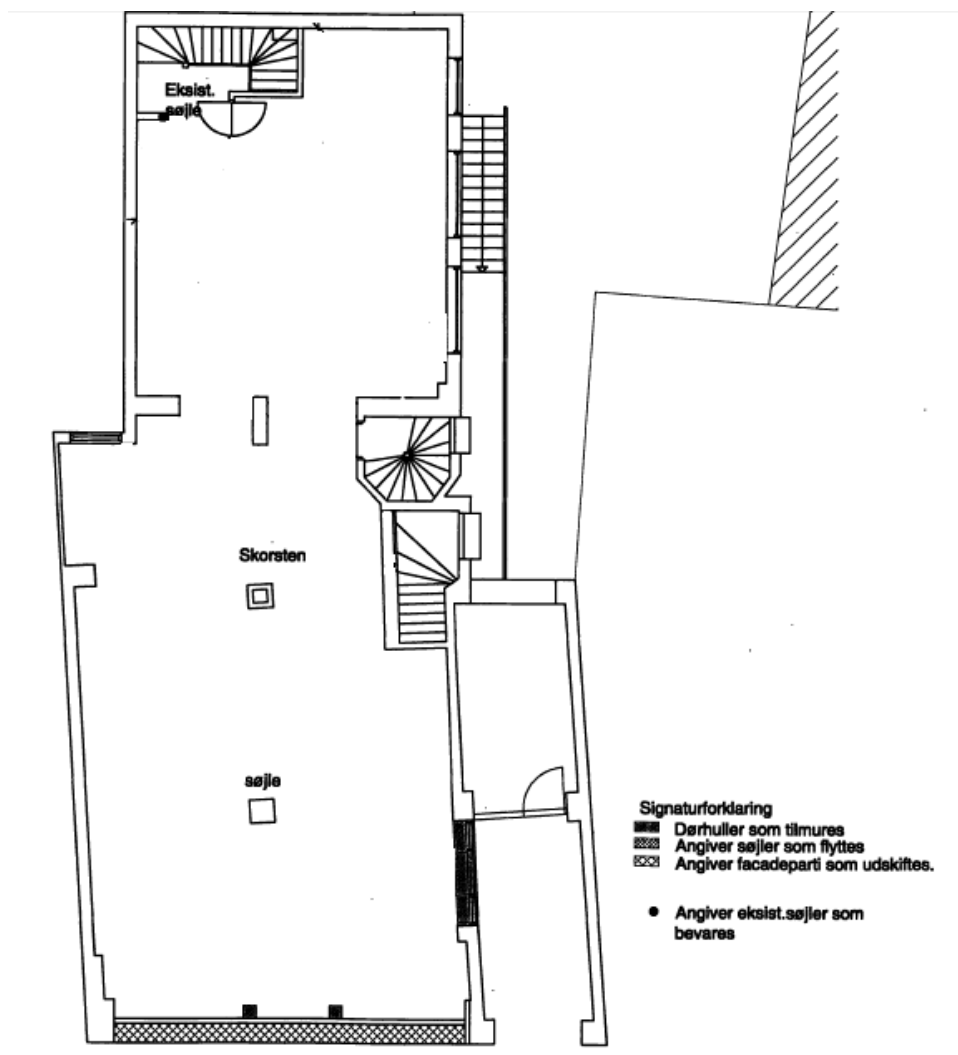 Eksist.
søjle
Skorsten
søjle
Signaturforklaring
Dørhuller som tilmures
Angiver søjler som flyttes
Angiver facadeparti som udskiftes.
Angiver eksist.søjler som
bevares